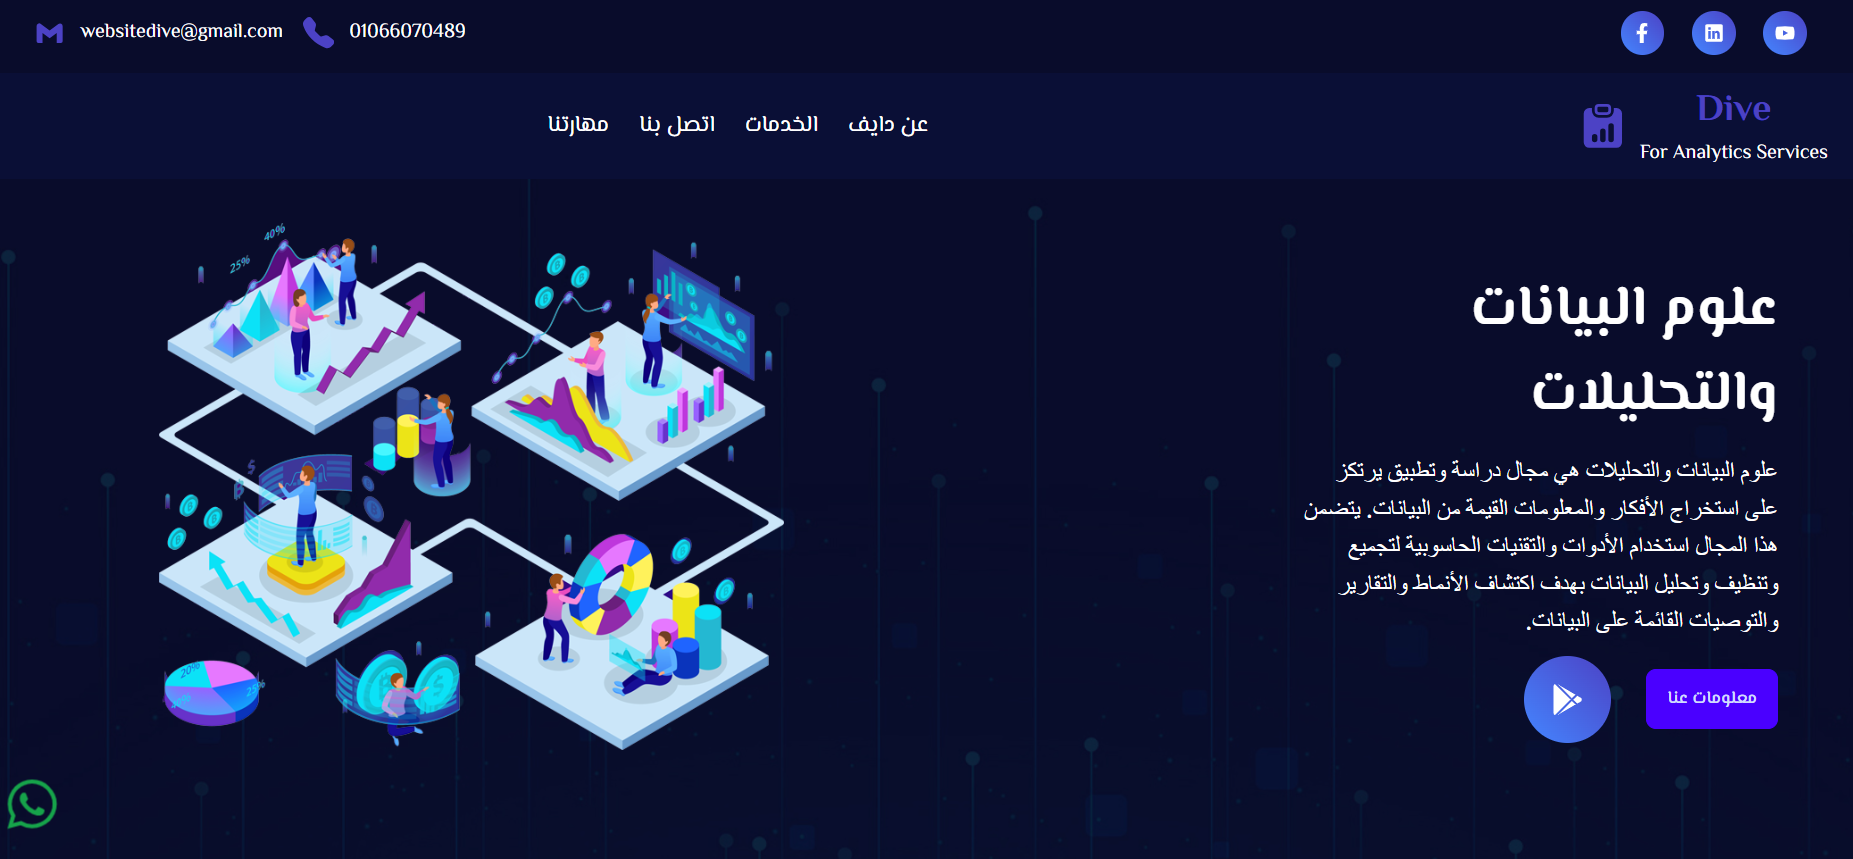 websitedive@gmail.com
01066070489
Dive
For Analytics Services
عن دايف
الخدمات
اتصل بنا
مهارتنا
علوم البيانات
والتحليلات
علوم البيانات والتحليلات هي مجال دراسة وتطبيق يرتكز
على استخراج الأفكار والمعلومات القيمة من البيانات. يتضمن
هذا المجال استخدام الأدوات والتقنيات الحاسوبية لتجميع
وتنظيف وتحليل البيانات بهدف اكتشاف الأنماط والتقارير
والتوصيات القائمة على البيانات.
معلومات عنا
40%
25%
20%
25%